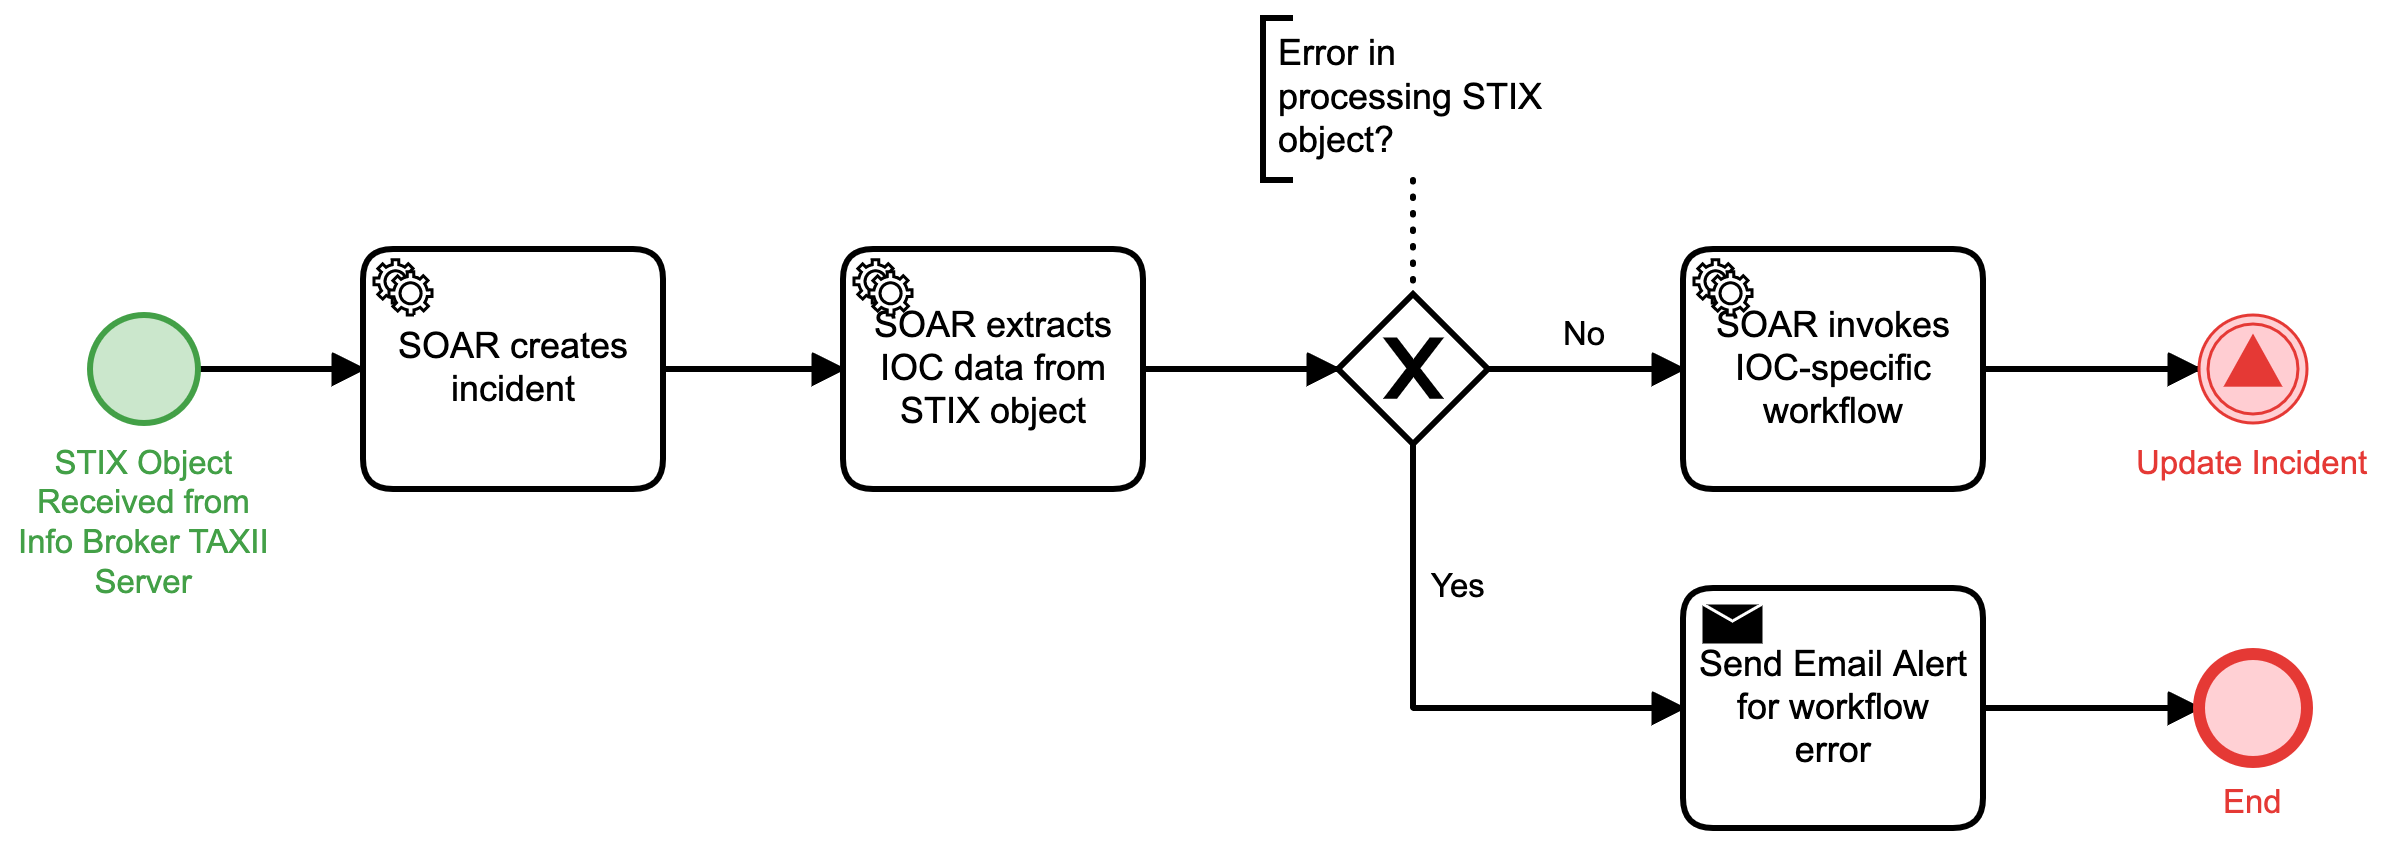 Error in
processing STIX
object?
STIX Object
Received from
Info Broker TAXII
Server
SOAR creates
incident
SOAR extracts
IOC data from
STIX object
X
No
Yes
SOAR invokes
IOC-specific
workflow
Update Incident
Send Email Alert
for workflow
error
End